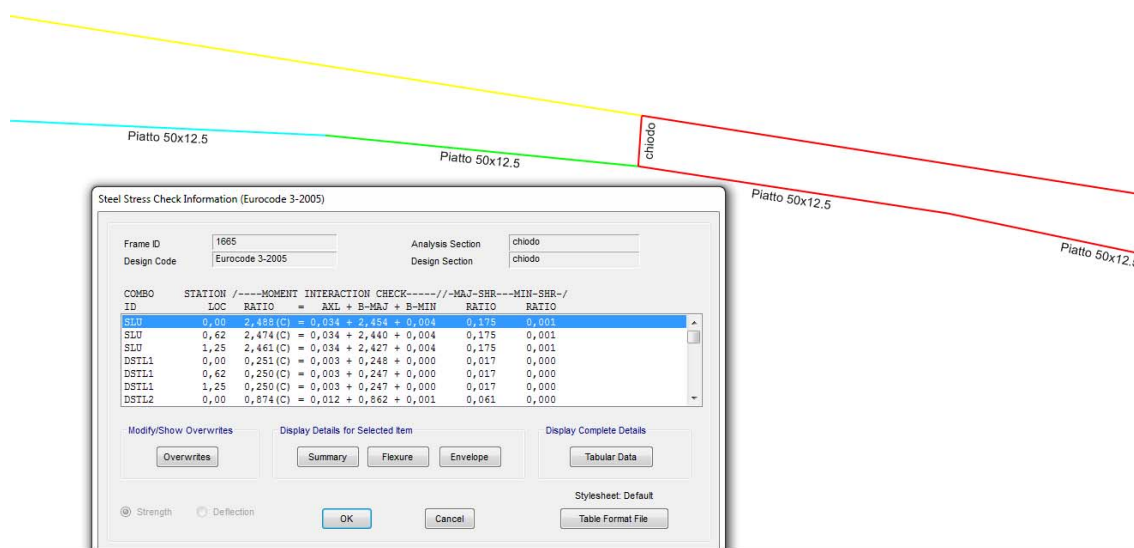 Piatto 50x12.5
Piatto 50x12.5
chiodo
Piatto 50x12.5
Piatto 50x12.5
Steel Stress Check Information (Eurocode 3-2005)
Frame ID 1665 Analysis Section chiodo
Design Code Eurocode 3-2005 Design Section chiodo
COMBO STATION /----MOMENT INTERACTION CHECK-----//-MAJ-SHR---MIN-SHR-/
ID LOC RATIO = AXL + B-MAJ + B-MIN RATIO RATIO
SLU 0,00 2,488(C) = 0,034 + 2,454 + 0,004 0,175 0,001
SLU 0,62 2,474(C) = 0,034 + 2,440 + 0,004 0,175 0,001
SLU 1,25 2,461(C) = 0,034 + 2,427 + 0,004 0,175 0,001
DSTL1 0,00 0,251(C) = 0,003 + 0,248 + 0,000 0,017 0,000
DSTL1 0,62 0,250(C) = 0,003 + 0,247 + 0,000 0,017 0,000
DSTL1 1,25 0,250(C) = 0,003 + 0,247 + 0,000 0,017 0,000
DSTL2 0,00 0,874(C) = 0,012 + 0,862 + 0,001 0,061 0,000
Modify/Show Overwrites Display Details for Selected Item Display Complete Details
Overwrites Summary Flexure Envelope Tabular Data
Stylesheet: Default
Strength Deflection OK Cancel Table Format File